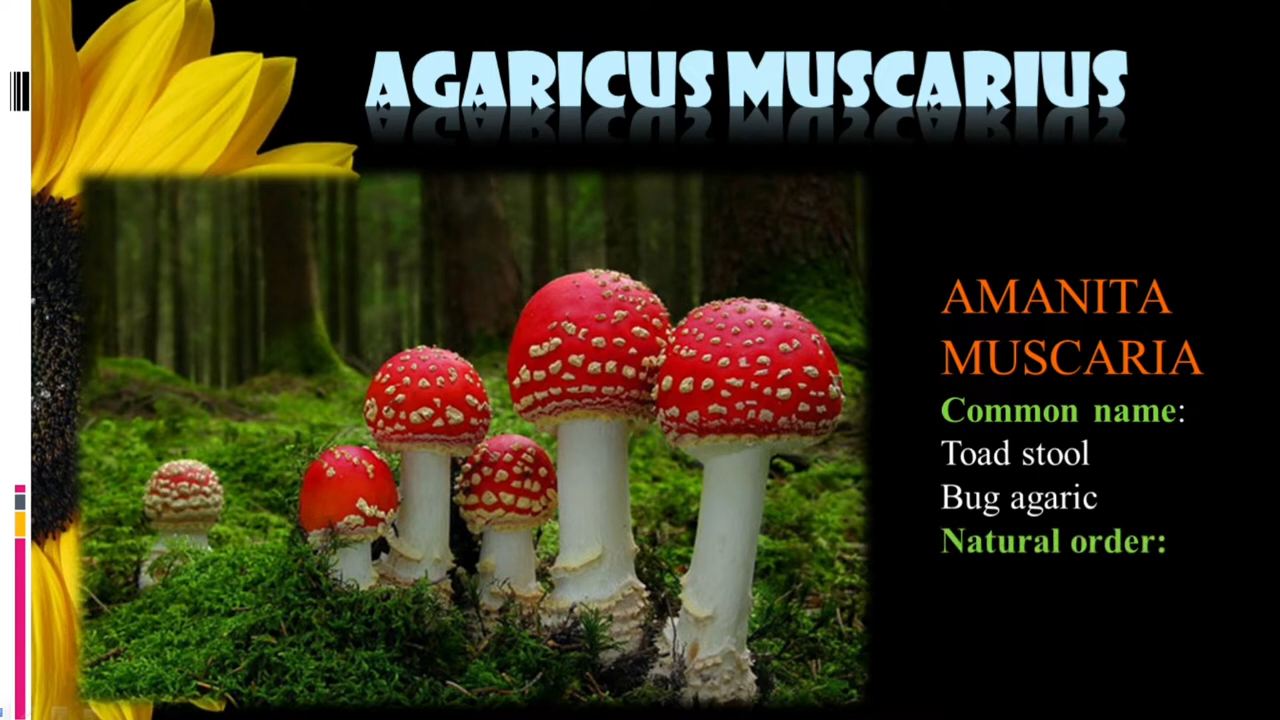 AGARICUS MUSCARIUS
AMANITA
MUSCARIA
Common name:
Toad stool
Bug agaric
Natural order: